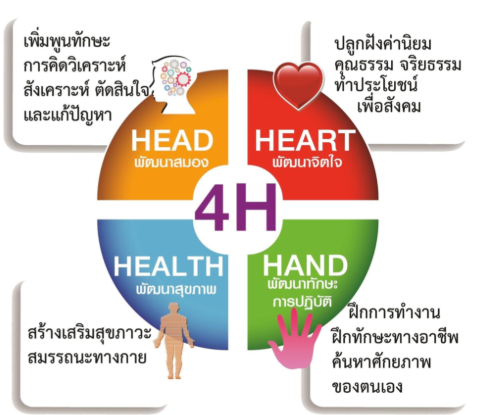 เพิ่มพูนทักษะ
การคิดวิเคราะห์
สังเคราะห์ ตัดสินใจ
และแก้ปัญหา
ปลูกฝังค่านิยม
คุณธรรม จริยธรรม
ทำประโยชน์
เพื่อสังคม
HEAD
พัฒนาสมอง
HEART
พัฒนาจิตใจ
4H
HEALTH
พัฒนาสุขภาพ
HAND
พัฒนาทักษะ
การปฏิบัติ
สร้างเสริมสุขภาวะ
สมรรถนะทางกาย
ฝึกการทำงาน
ฝึกทักษะทางอาชีพ
ค้นหาศักยภาพ
ของตนเอง